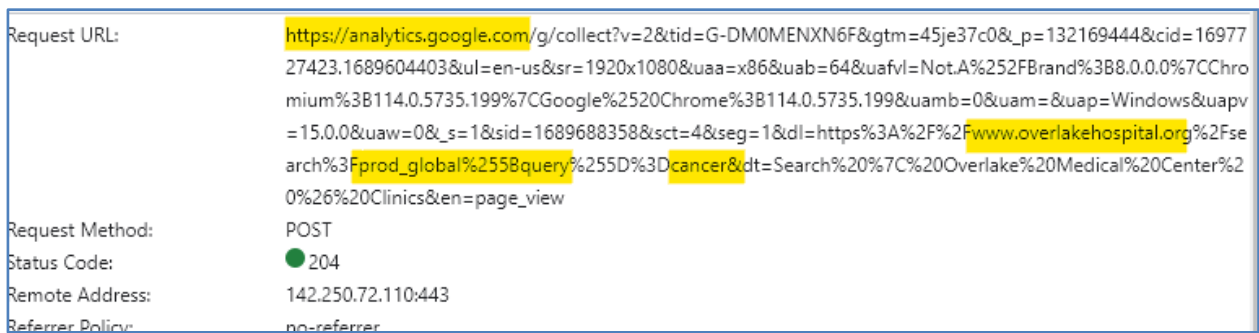 Request URL: https://analytics.google.com/g/collect?v=2&tid=G-DM0MENXN6F&gtm=45je37c0&_p=132169444&cid=16977
27423.1689604403&ul=en-us&sr=1920x1080&uaa=x86&uab=64&uafvl=Not.A%252FBrand%3B8.0.0.0%7CChro
mium%3B114.0.5735.199%7CGoogle%2520Chrome%3B114.0.5735.199&uamb=0&uam=&uap=Windows&uapv
=15.0.0&uaw=0&_s=1&sid=1689688358&sct=4&seg=1&dl=https%3A%2F%2Fwww.overlakehospital.org%2Fse
arch%3Fprod_global%255Bquery%255D%3Dcancer&dt=Search%20%7C%20Overlake%20Medical%20Center%2
0%26%20Clinics&en=page_view
Request Method: POST
Status Code: 204
Remote Address: 142.250.72.110:443
Referrer Policy: no-referrer